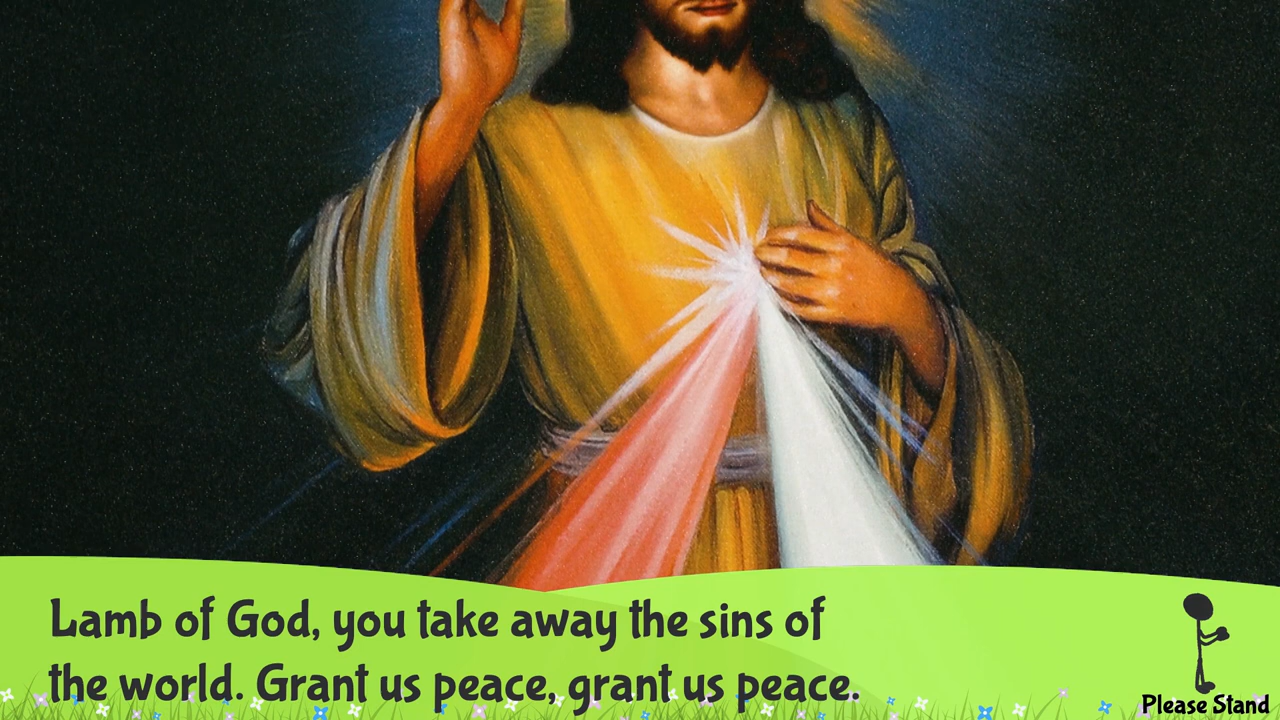 Lamb of God, you take away the sins of
the world. Grant us peace, grant us peace.
Please Stand